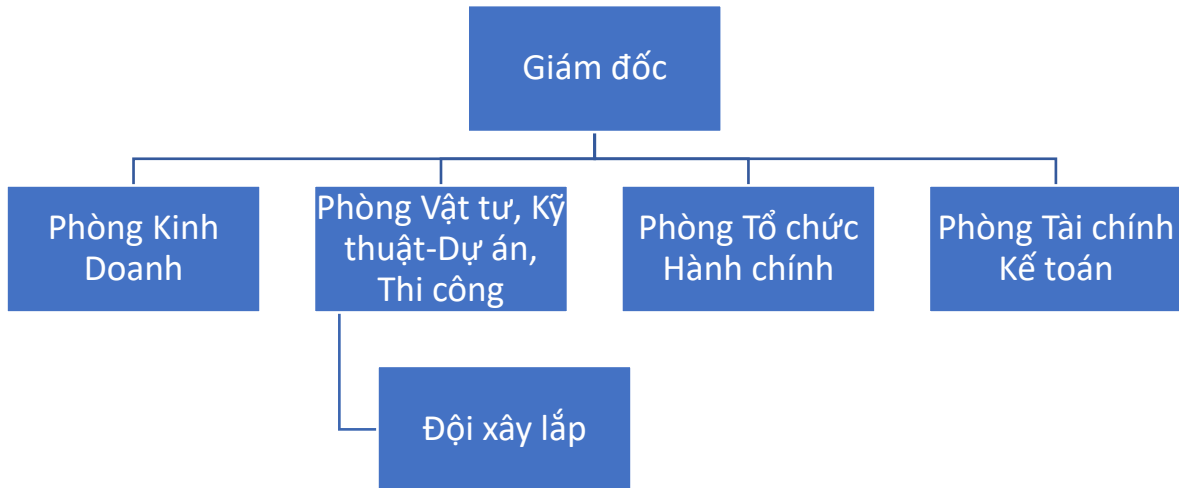 Giám đốc
Phòng Kinh
Doanh
Phòng Vật tư, Kỹ
thuật-Dự án,
Thi công
Phòng Tổ chức
Hành chính
Phòng Tài chính
Kế toán
Đội xây lắp